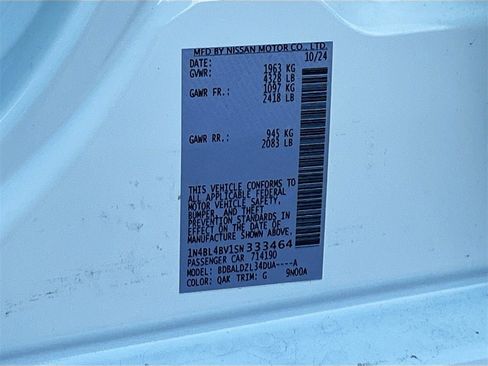 MFD BY NISSAN MOTOR CO., LTD.
DATE: 10/24
GVWR: 1963 KG
4328 LB
GAWR FR.: 1097 KG
2418 LB
GAWR RR.: 945 KG
2083 LB
THIS VEHICLE CONFORMS TO
ALL APPLICABLE FEDERAL
MOTOR VEHICLE SAFETY,
BUMPER, AND THEFT
PREVENTION STANDARDS IN
EFFECT ON THE DATE OF
MANUFACTURE SHOWN ABOVE.
1N4BL4BV1SN333464
PASSENGER CAR 714190
MODEL: BDBALDZL34DUA----A
COLOR: QAK TRIM: G 9N00A